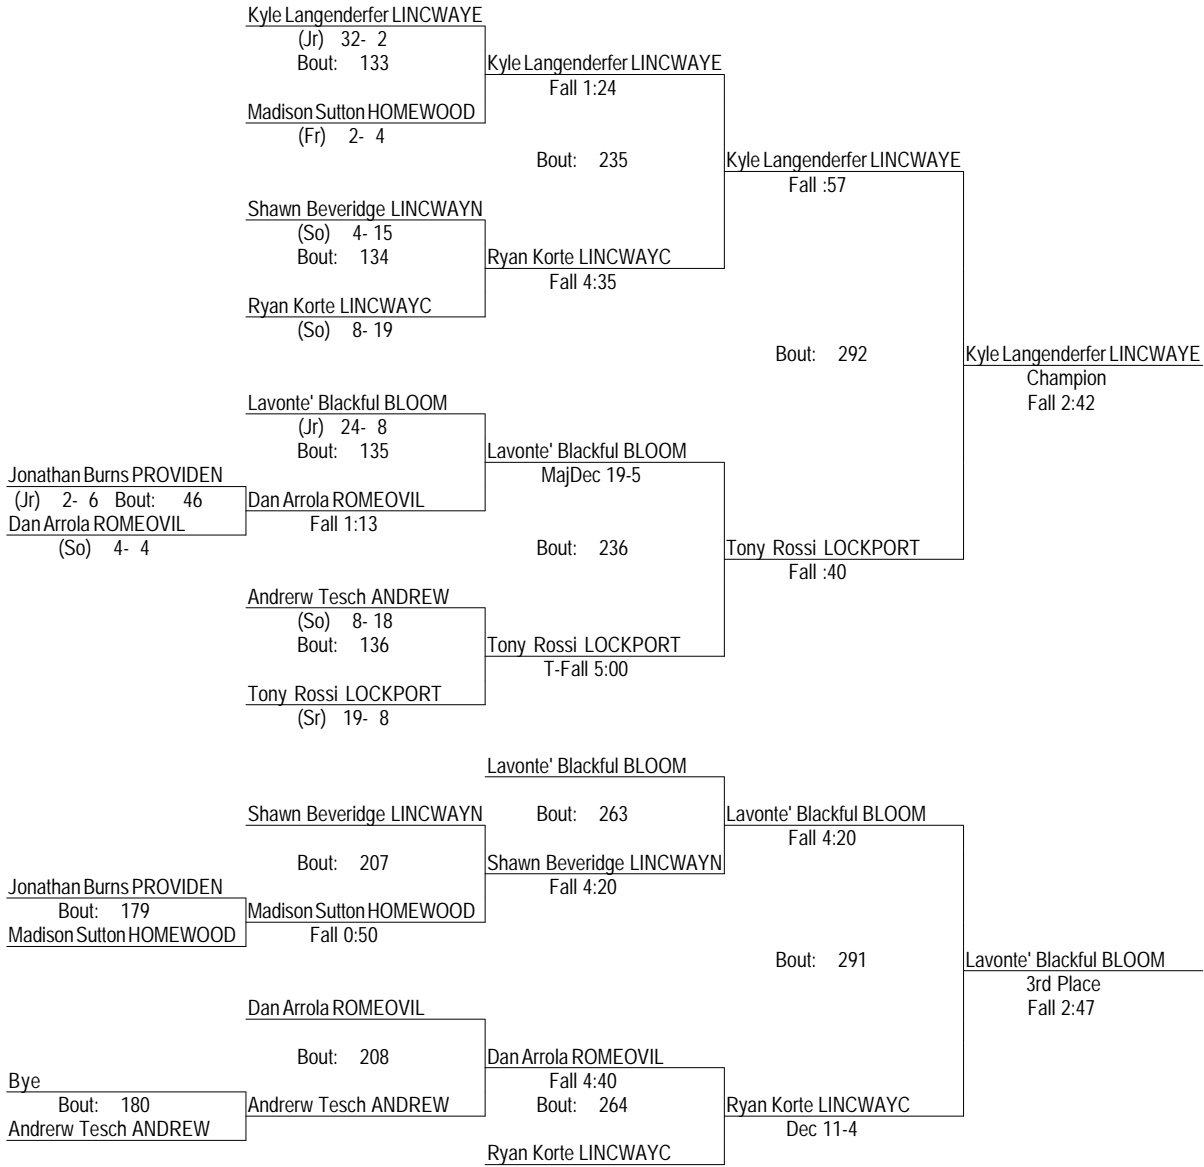 Kyle Langenderfer LINCWAYE
(Jr) 32- 2
Bout: 133
Kyle Langenderfer LINCWAYE
Fall 1:24
Madison Sutton HOMEWOOD
(Fr) 2- 4
Bout: 235
Kyle Langenderfer LINCWAYE
Fall :57
Shawn Beveridge LINCWAYN
(So) 4- 15
Bout: 134
Ryan Korte LINCWAYC
Fall 4:35
Ryan Korte LINCWAYC
(So) 8- 19
Bout: 292
Kyle Langenderfer LINCWAYE
Champion
Fall 2:42
Lavonte' Blackful BLOOM
(Jr) 24- 8
Bout: 135
Lavonte' Blackful BLOOM
MajDec 19-5
Jonathan Burns PROVIDEN
(Jr) 2- 6 Bout: 46
Dan Arrola ROMEOVIL
(So) 4- 4
Dan Arrola ROMEOVIL
Fall 1:13
Bout: 236
Tony Rossi LOCKPORT
Fall :40
Andrerw Tesch ANDREW
(So) 8- 18
Bout: 136
Tony Rossi LOCKPORT
T-Fall 5:00
Tony Rossi LOCKPORT
(Sr) 19- 8
Lavonte' Blackful BLOOM
Bout: 263
Lavonte' Blackful BLOOM
Fall 4:20
Shawn Beveridge LINCWAYN
Bout: 207
Shawn Beveridge LINCWAYN
Fall 4:20
Jonathan Burns PROVIDEN
Bout: 179
Madison Sutton HOMEWOOD
Madison Sutton HOMEWOOD
Fall 0:50
Bout: 291
Lavonte' Blackful BLOOM
3rd Place
Fall 2:47
Dan Arrola ROMEOVIL
Bout: 208
Dan Arrola ROMEOVIL
Fall 4:40
Bye
Bout: 180
Andrerw Tesch ANDREW
Andrerw Tesch ANDREW
Bout: 264
Ryan Korte LINCWAYC
Dec 11-4
Ryan Korte LINCWAYC